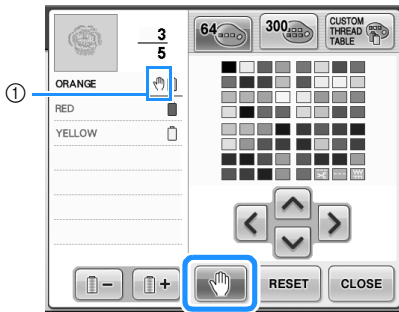 3
5
64
300
CUSTOM
THREAD
TABLE
1
ORANGE
RED
YELLOW
−
+
RESET
CLOSE